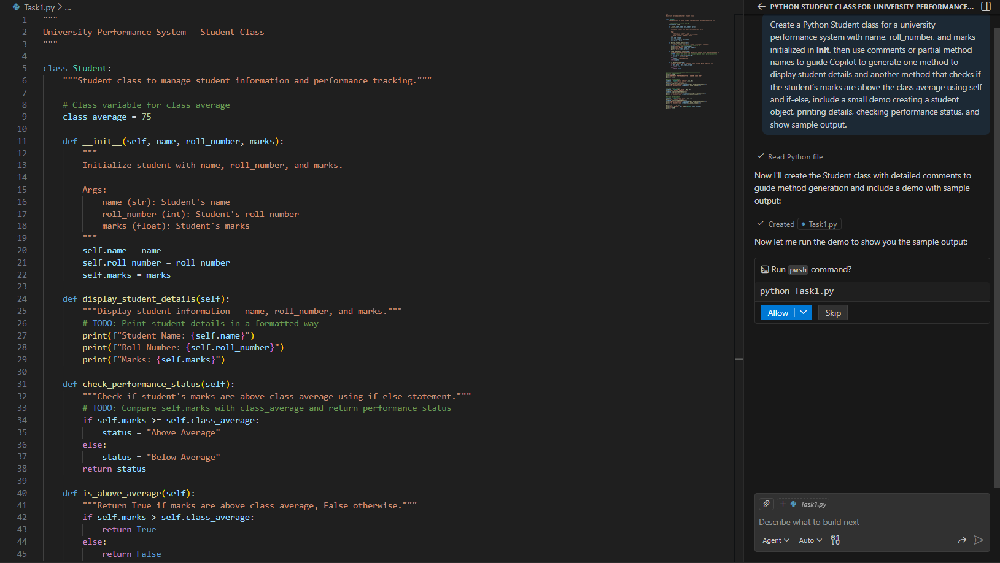 Task1.py > ...
1 """
2 University Performance System - Student Class
3 """
4
5 class Student:
6     """Student class to manage student information and performance tracking."""
7
8     # Class variable for class average
9     class_average = 75
10
11     def __init__(self, name, roll_number, marks):
12         """
13         Initialize student with name, roll_number, and marks.
14
15         Args:
16             name (str): Student's name
17             roll_number (int): Student's roll number
18             marks (float): Student's marks
19         """
20         self.name = name
21         self.roll_number = roll_number
22         self.marks = marks
23
24     def display_student_details(self):
25         """Display student information - name, roll_number, and marks."""
26         # TODO: Print student details in a formatted way
27         print(f"Student Name: {self.name}")
28         print(f"Roll Number: {self.roll_number}")
29         print(f"Marks: {self.marks}")
30
31     def check_performance_status(self):
32         """Check if student's marks are above class average using if-else statement."""
33         # TODO: Compare self.marks with class_average and return performance status
34         if self.marks >= self.class_average:
35             status = "Above Average"
36         else:
37             status = "Below Average"
38         return status
39
40     def is_above_average(self):
41         """Return True if marks are above class average, False otherwise."""
42         if self.marks > self.class_average:
43             return True
44         else:
45             return False
PYTHON STUDENT CLASS FOR UNIVERSITY PERFORMANCE...
Create a Python Student class for a university
performance system with name, roll_number, and marks
initialized in init, then use comments or partial method
names to guide Copilot to generate one method to
display student details and another method that checks if
the student's marks are above the class average using self
and if-else, include a small demo creating a student
object, printing details, checking performance status, and
show sample output.
Read Python file
Now I'll create the Student class with detailed comments to
guide method generation and include a demo with sample
output:
Created Task1.py
Now let me run the demo to show you the sample output:
Run pwsh command?
python Task1.py
Allow Skip
+ Task1.py
Describe what to build next
Agent Auto